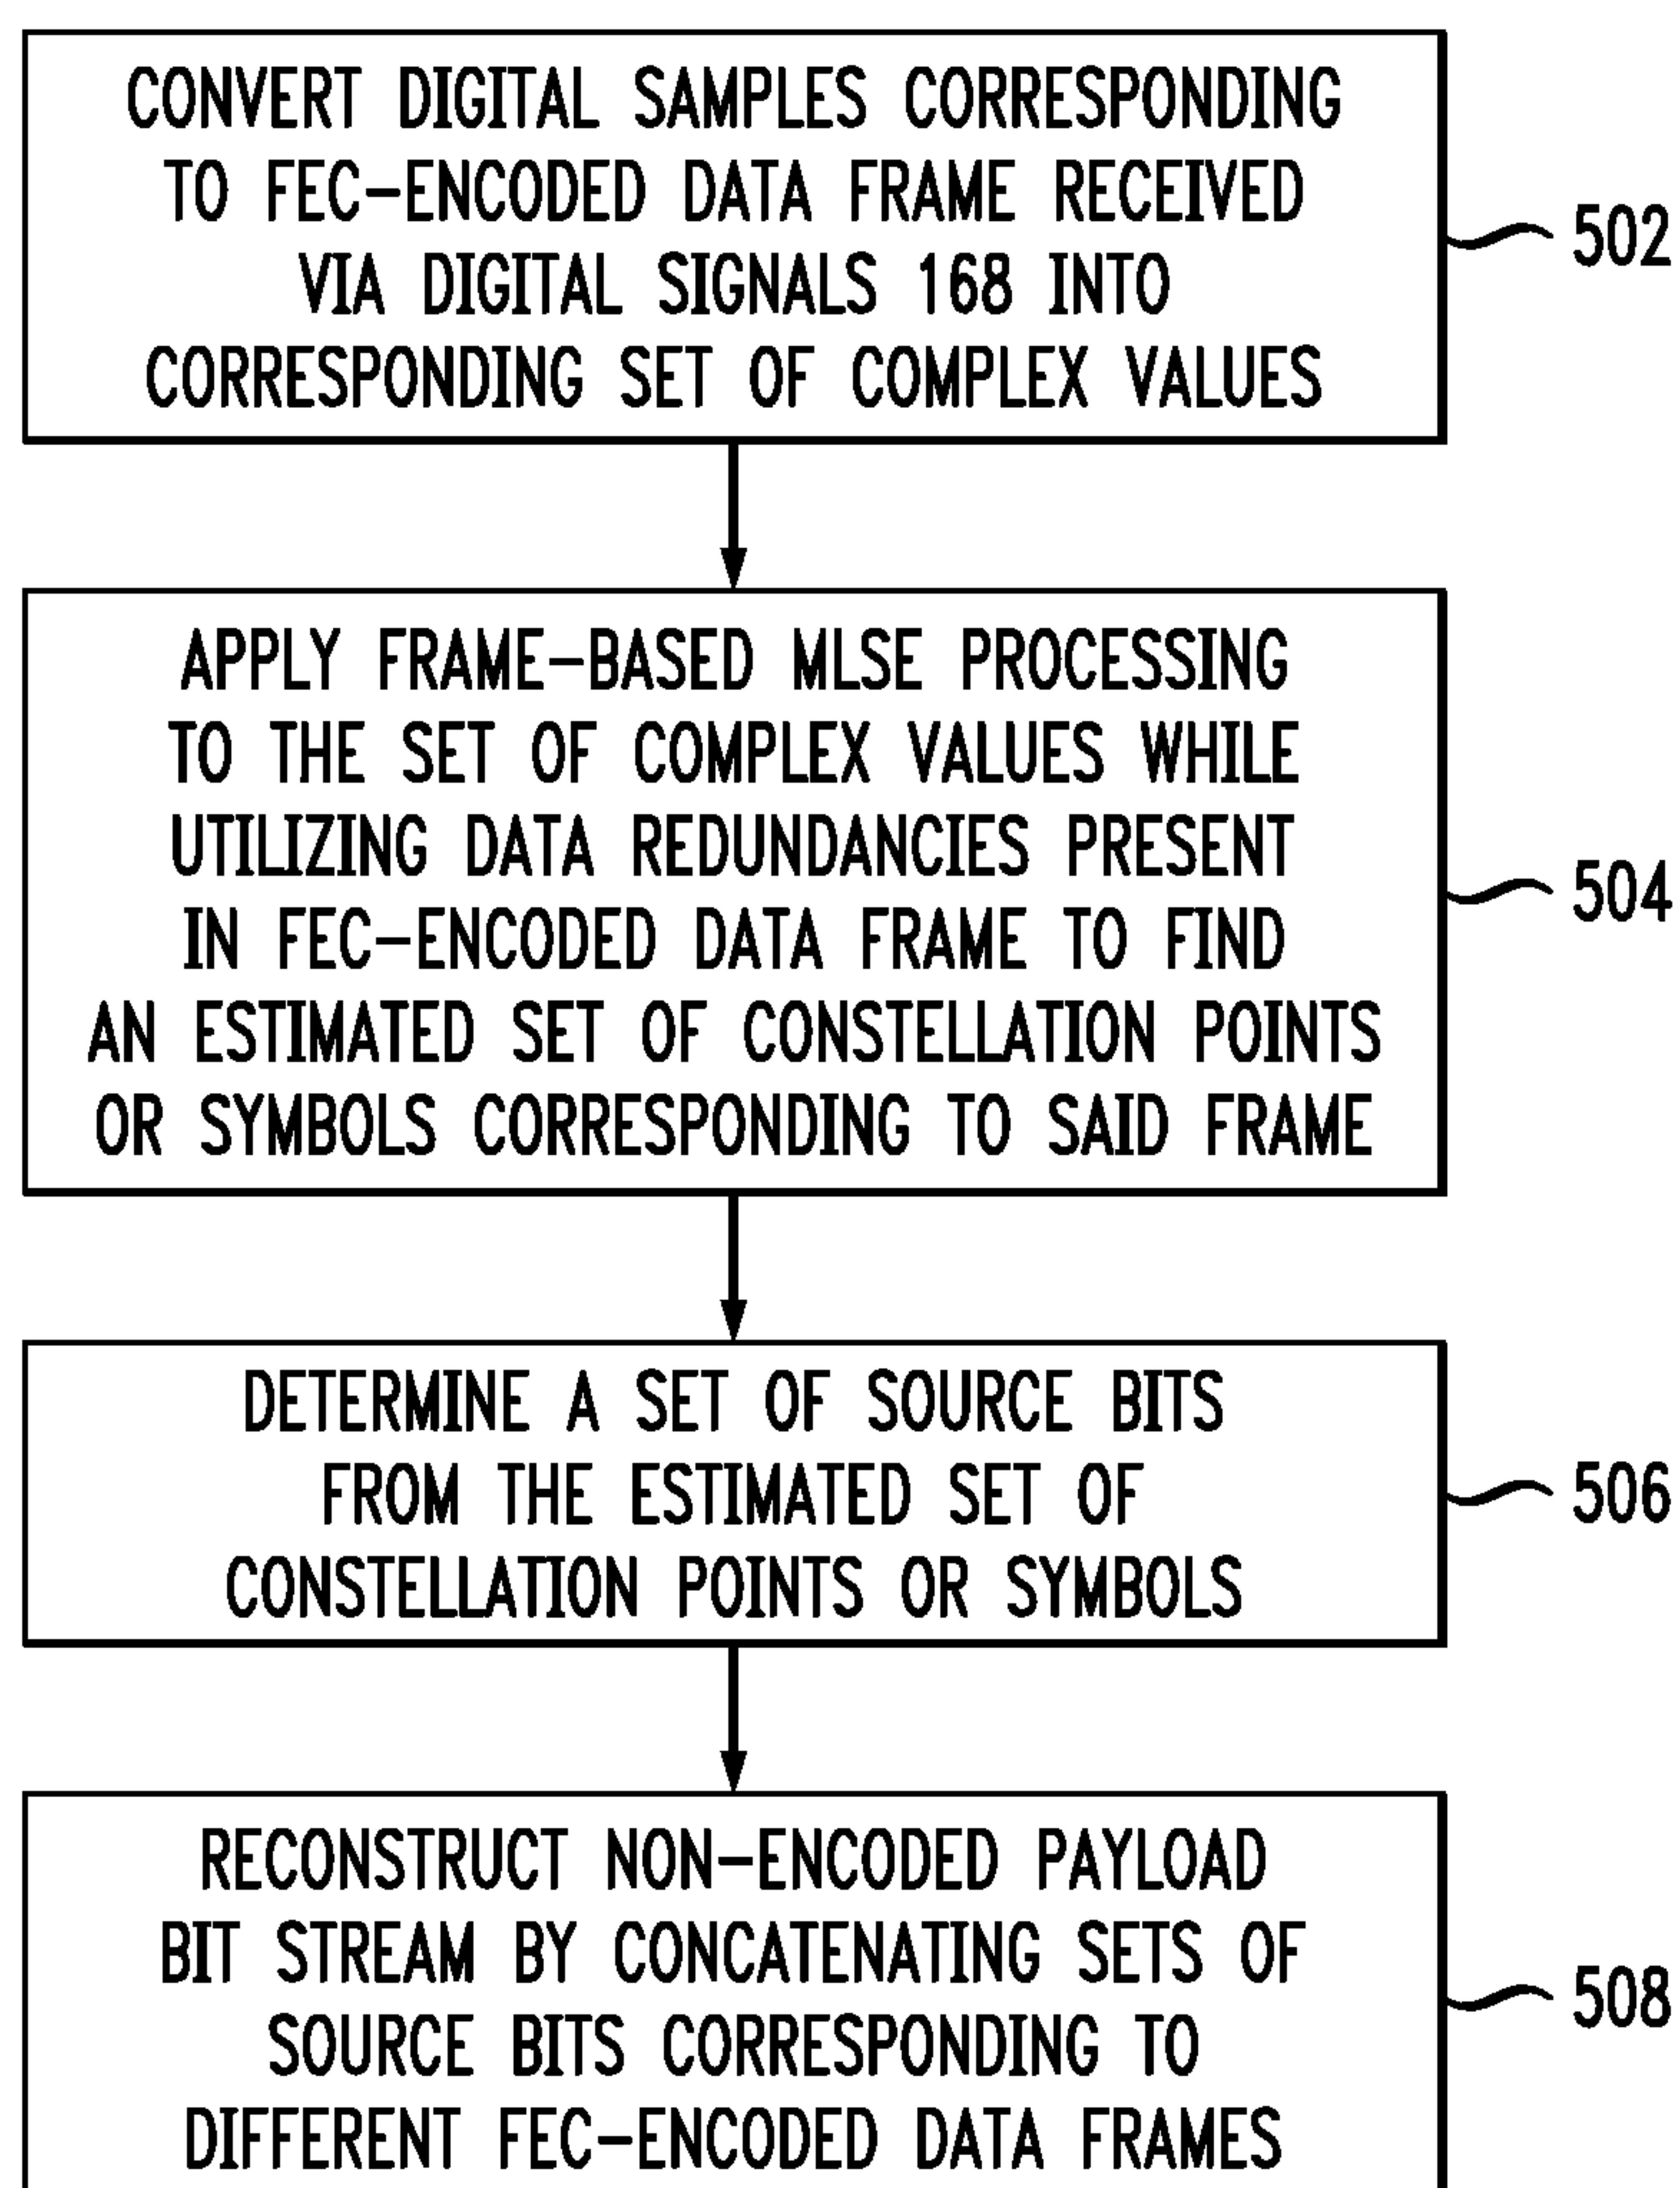 CONVERT DIGITAL SAMPLES CORRESPONDING
TO FEC-ENCODED DATA FRAME RECEIVED
VIA DIGITAL SIGNALS 168 INTO
CORRESPONDING SET OF COMPLEX VALUES
502
APPLY FRAME-BASED MLSE PROCESSING
TO THE SET OF COMPLEX VALUES WHILE
UTILIZING DATA REDUNDANCIES PRESENT
IN FEC-ENCODED DATA FRAME TO FIND
AN ESTIMATED SET OF CONSTELLATION POINTS
OR SYMBOLS CORRESPONDING TO SAID FRAME
504
DETERMINE A SET OF SOURCE BITS
FROM THE ESTIMATED SET OF
CONSTELLATION POINTS OR SYMBOLS
506
RECONSTRUCT NON-ENCODED PAYLOAD
BIT STREAM BY CONCATENATING SETS OF
SOURCE BITS CORRESPONDING TO
DIFFERENT FEC-ENCODED DATA FRAMES
508